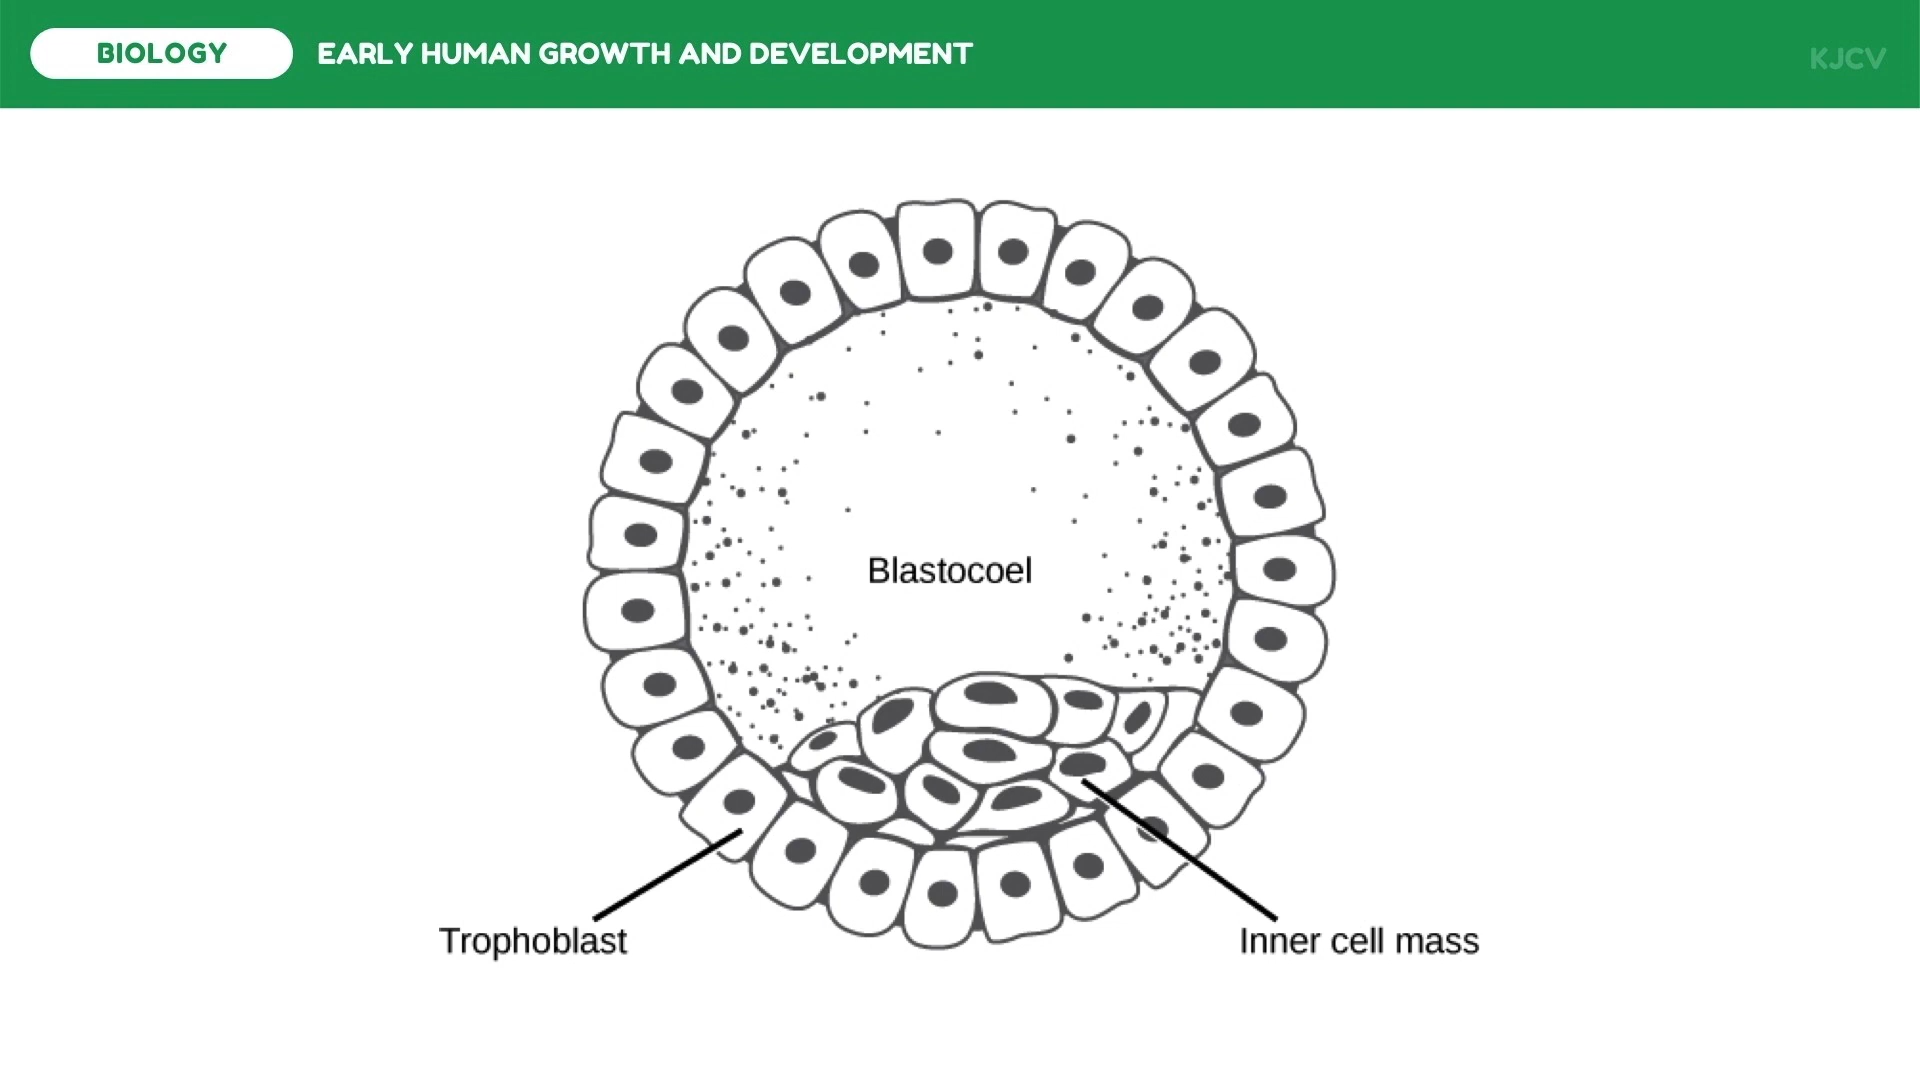 BIOLOGY
EARLY HUMAN GROWTH AND DEVELOPMENT
KJCV
Blastocoel
Trophoblast
Inner cell mass